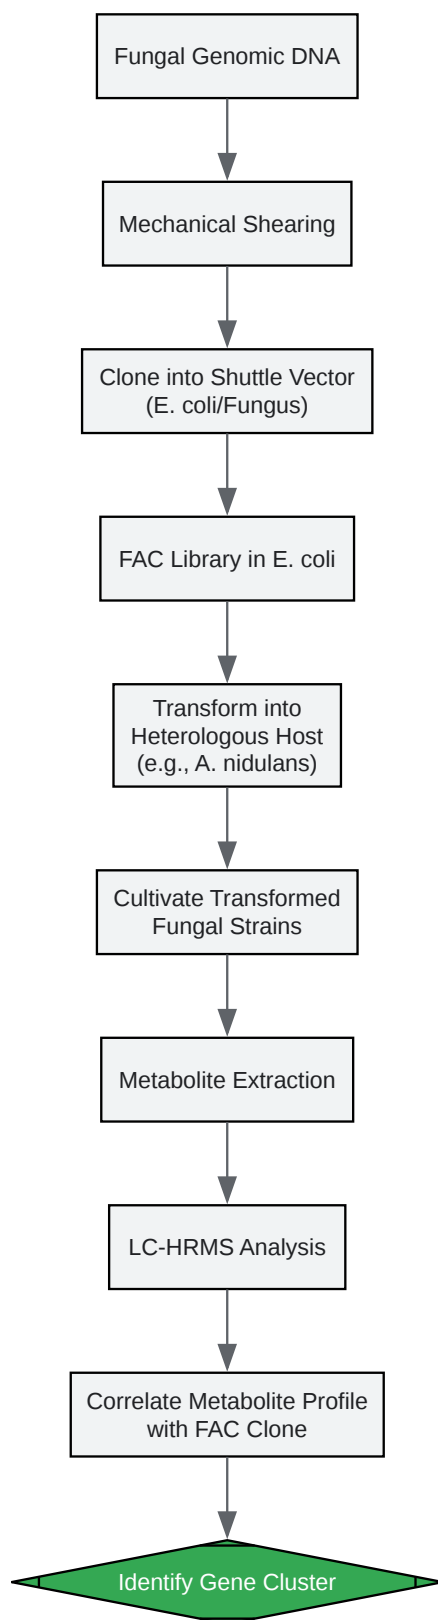 Fungal Genomic DNA
Mechanical Shearing
Clone into Shuttle Vector
(E. coli/Fungus)
FAC Library in E. coli
Transform into
Heterologous Host
(e.g., A. nidulans)
Cultivate Transformed
Fungal Strains
Metabolite Extraction
LC-HRMS Analysis
Correlate Metabolite Profile
with FAC Clone
Identify Gene Cluster